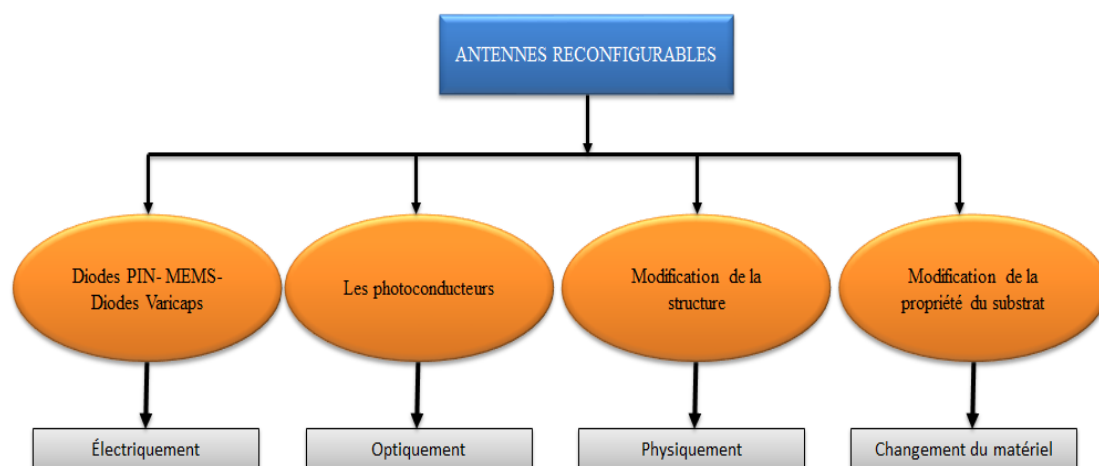 ANTENNES RECONFIGURABLES
Diodes PIN- MEMS-
Diodes Varicaps
Les photoconducteurs
Modification de la
structure
Modification de la
propriété du substrat
Électriquement
Optiquement
Physiquement
Changement du matériel